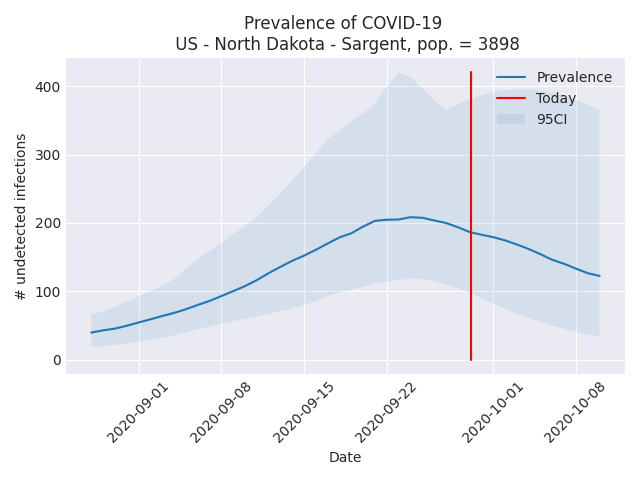 Prevalence of COVID-19
US - North Dakota - Sargent, pop. = 3898
Prevalence
Today
95CI
# undetected infections
400
300
200
100
0
2020-09-01
2020-09-08
2020-09-15
2020-09-22
2020-10-01
2020-10-08
Date